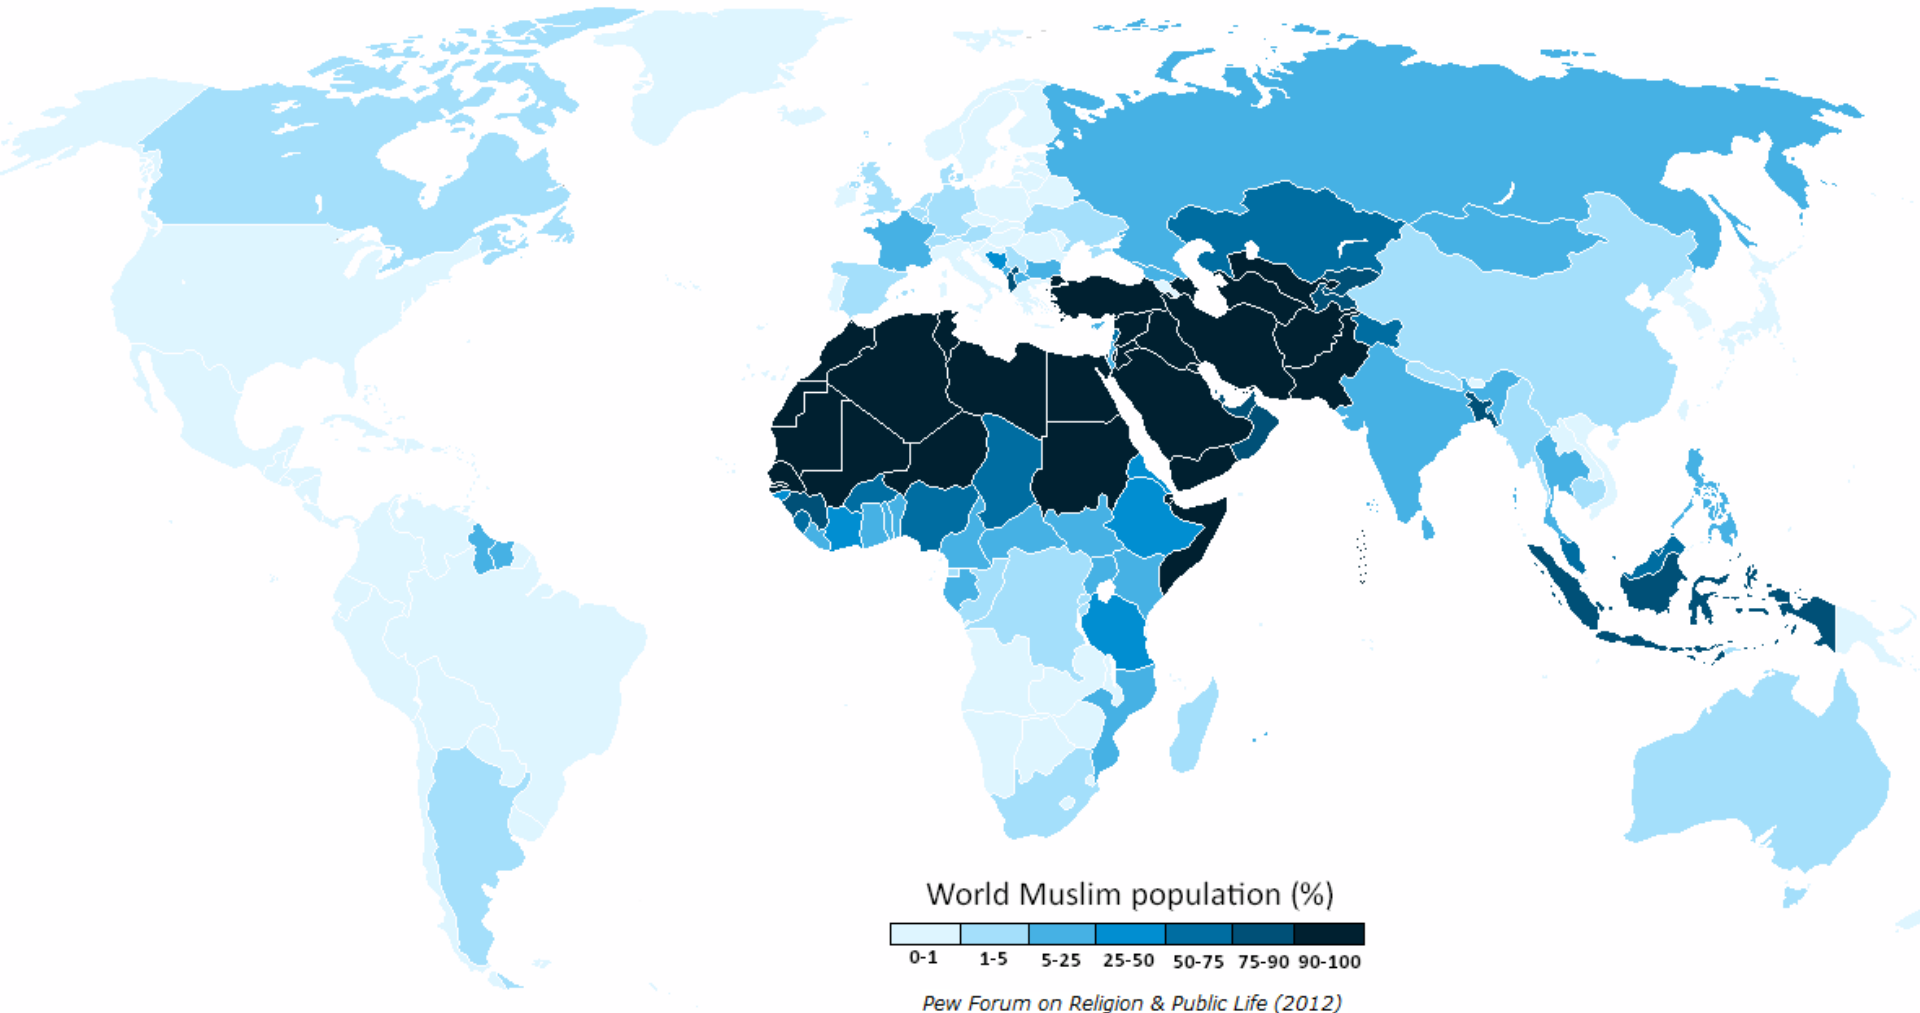 World Muslim population (%)
0-1 1-5 5-25 25-50 50-75 75-90 90-100
Pew Forum on Religion & Public Life (2012)